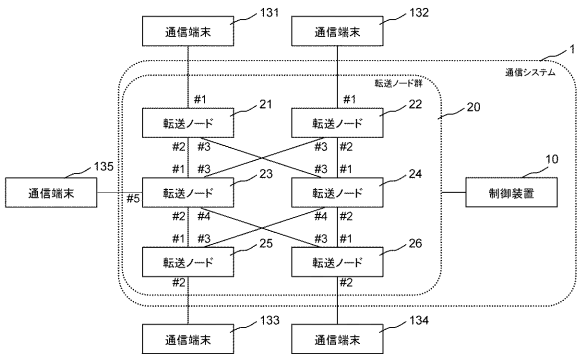 131
132
通信端末
通信端末
1
通信システム
転送ノード群
#1
#1
21
22
20
転送ノード
転送ノード
#2
#3
#3
#2
135
#1
#3
#3
#1
23
24
10
通信端末
転送ノード
転送ノード
制御装置
#5
#2
#4
#4
#2
#1
#3
#3
#1
25
26
転送ノード
転送ノード
#2
#2
133
134
通信端末
通信端末